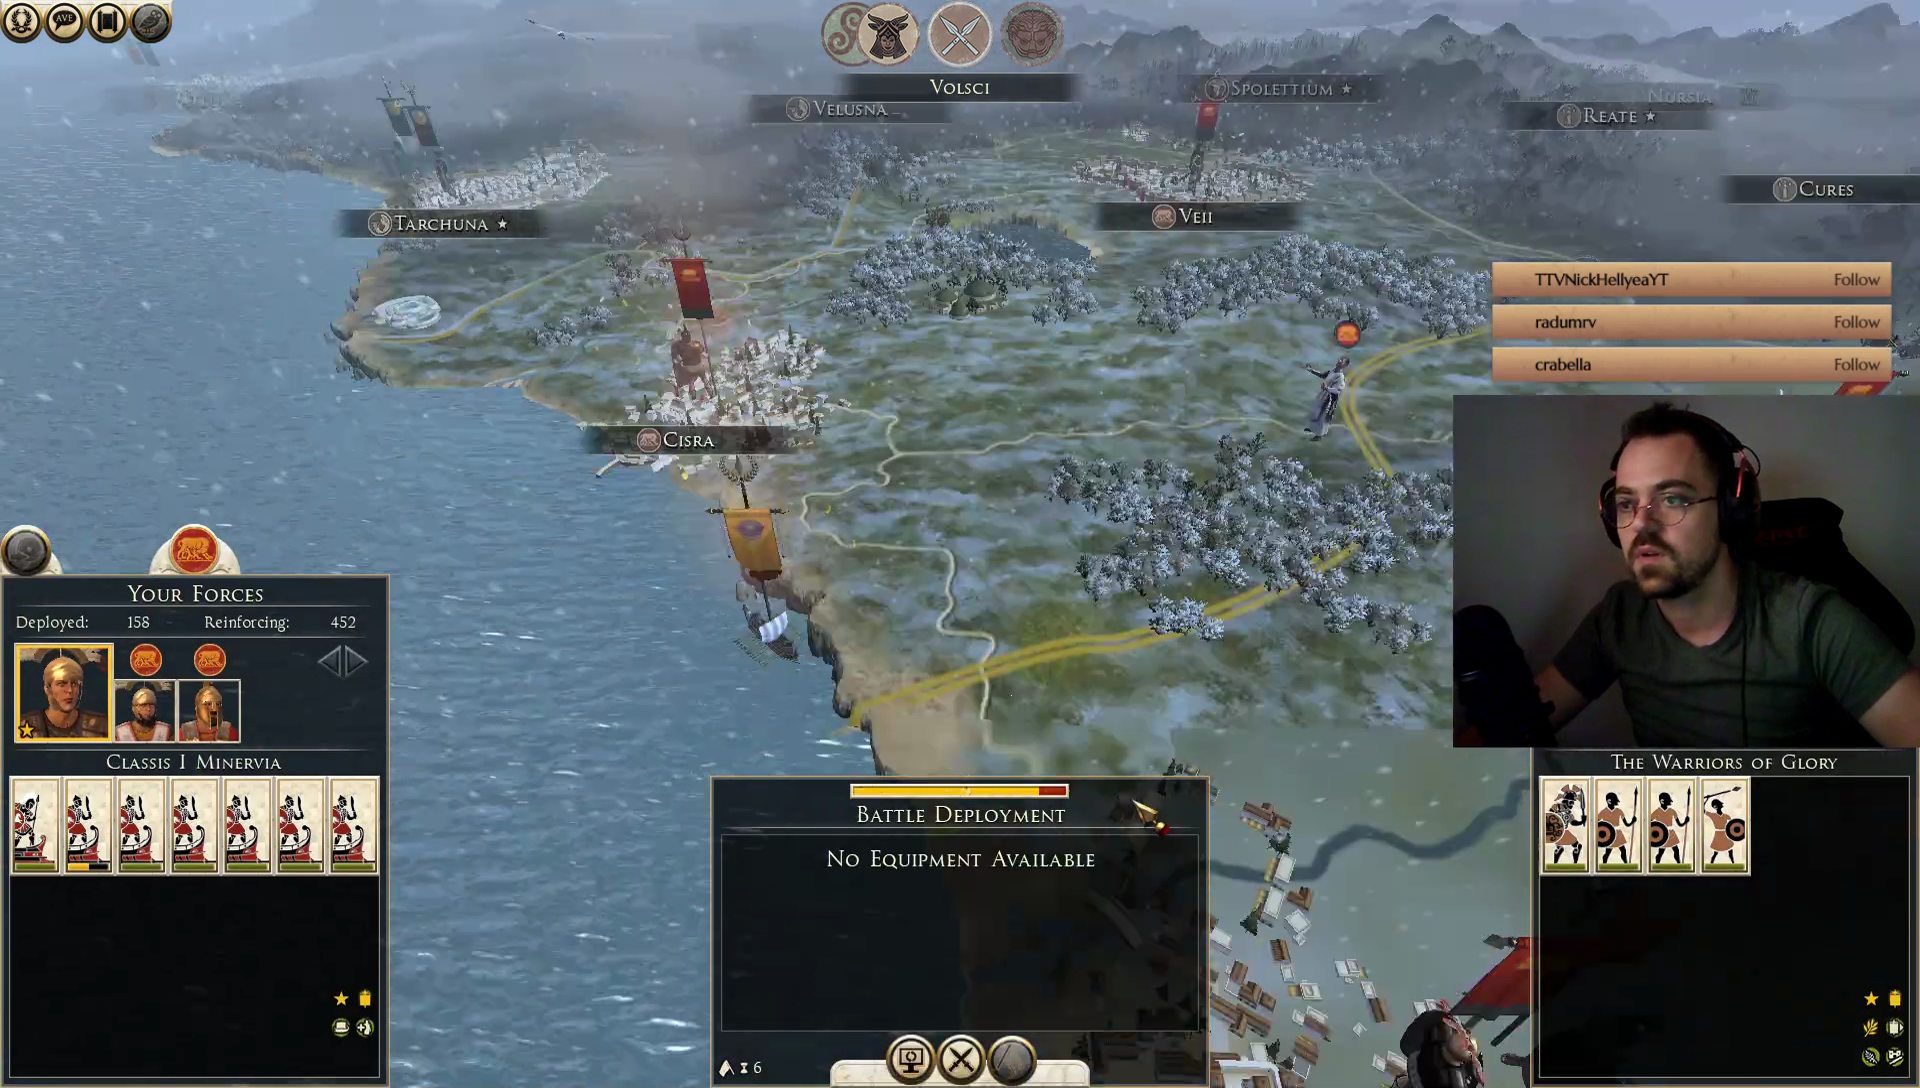 AVE
VOLSCI
VELUSNA
SPOLETTIUM
NURSIA
REATE
CURES
TARCHUNA
VEII
TTVNickHellyeaYT Follow
radumrv Follow
crabella Follow
CISRA
YOUR FORCES
Deployed: 158 Reinforcing: 452
CLASSIS I MINERVIA
BATTLE DEPLOYMENT
NO EQUIPMENT AVAILABLE
6
THE WARRIORS OF GLORY